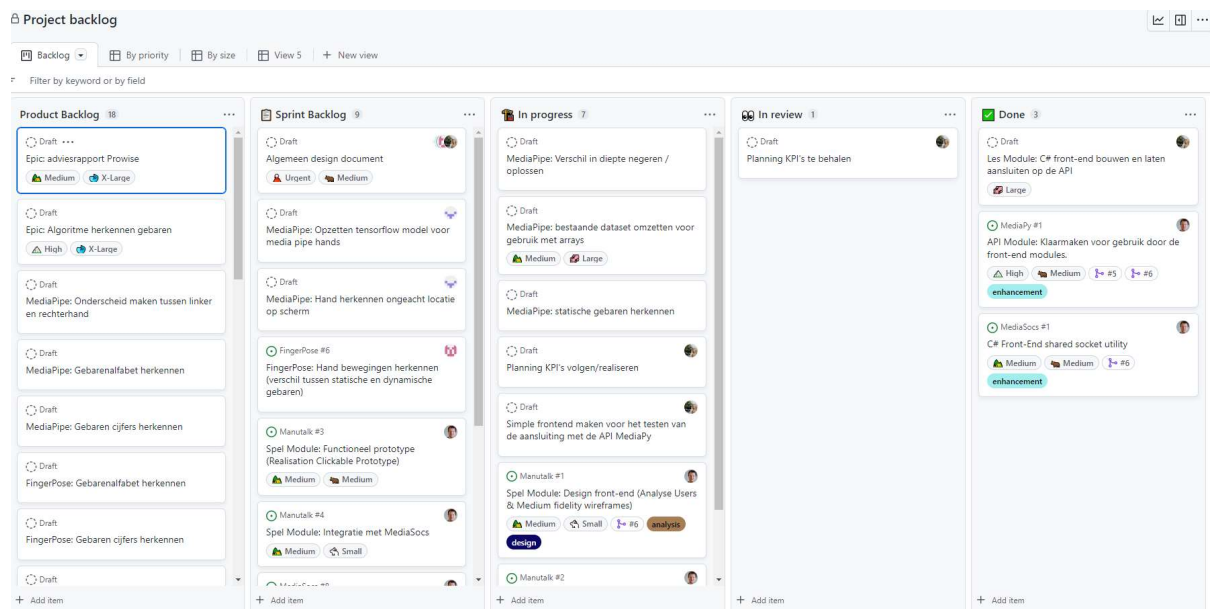 Project backlog
Backlog
By priority
By size
View 5
+ New view
Filter by keyword or by field
Product Backlog 18
Draft
Epic: adviesrapport Prowise
Medium X-Large
Draft
Epic: Algoritme herkennen gebaren
High X-Large
Draft
MediaPipe: Onderscheid maken tussen linker
en rechterhand
Draft
MediaPipe: Gebarenalfabet herkennen
Draft
MediaPipe: Gebaren cijfers herkennen
Draft
FingerPose: Gebarenalfabet herkennen
Draft
FingerPose: Gebaren cijfers herkennen
Draft
+ Add item
Sprint Backlog 9
Draft
Algemeen design document
Urgent Medium
Draft
MediaPipe: Opzetten tensorflow model voor
media pipe hands
Draft
MediaPipe: Hand herkennen ongeacht locatie
op scherm
FingerPose #6
FingerPose: Hand bewegingen herkennen
(verschil tussen statische en dynamische
gebaren)
Manutalk #3
Spel Module: Functioneel prototype
(Realisation Clickable Prototype)
Medium Medium
Manutalk #4
Spel Module: Integratie met MediaSocs
Medium Small
+ Add item
In progress 7
Draft
MediaPipe: Verschil in diepte negeren /
oplossen
Draft
MediaPipe: bestaande dataset omzetten voor
gebruik met arrays
Medium Large
Draft
MediaPipe: statische gebaren herkennen
Draft
Planning KPI's volgen/realiseren
Draft
Simple frontend maken voor het testen van
de aansluiting met de API MediaPy
Manutalk #1
Spel Module: Design front-end (Analyse Users
& Medium fidelity wireframes)
Medium Small #6 analysis
design
Manutalk #2
+ Add item
In review 1
Draft
Planning KPI's te behalen
+ Add item
Done 3
Draft
Les Module: C# front-end bouwen en laten
aansluiten op de API
Large
MediaPy #1
API Module: Klaarmaken voor gebruik door de
front-end modules.
High Medium #5 #6
enhancement
MediaSocs #1
C# Front-End shared socket utility
Medium Medium #6
enhancement
+ Add item